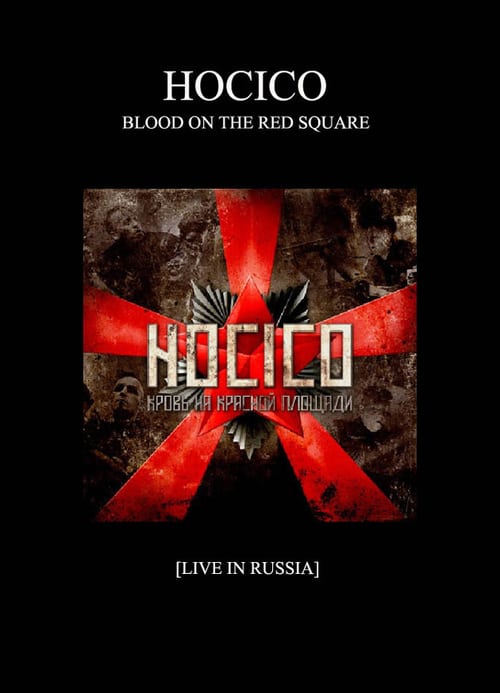 HOCICO
BLOOD ON THE RED SQUARE
HOCICO
КРОВЬ НА КРАСНОЙ ПЛОЩАДИ
[LIVE IN RUSSIA]